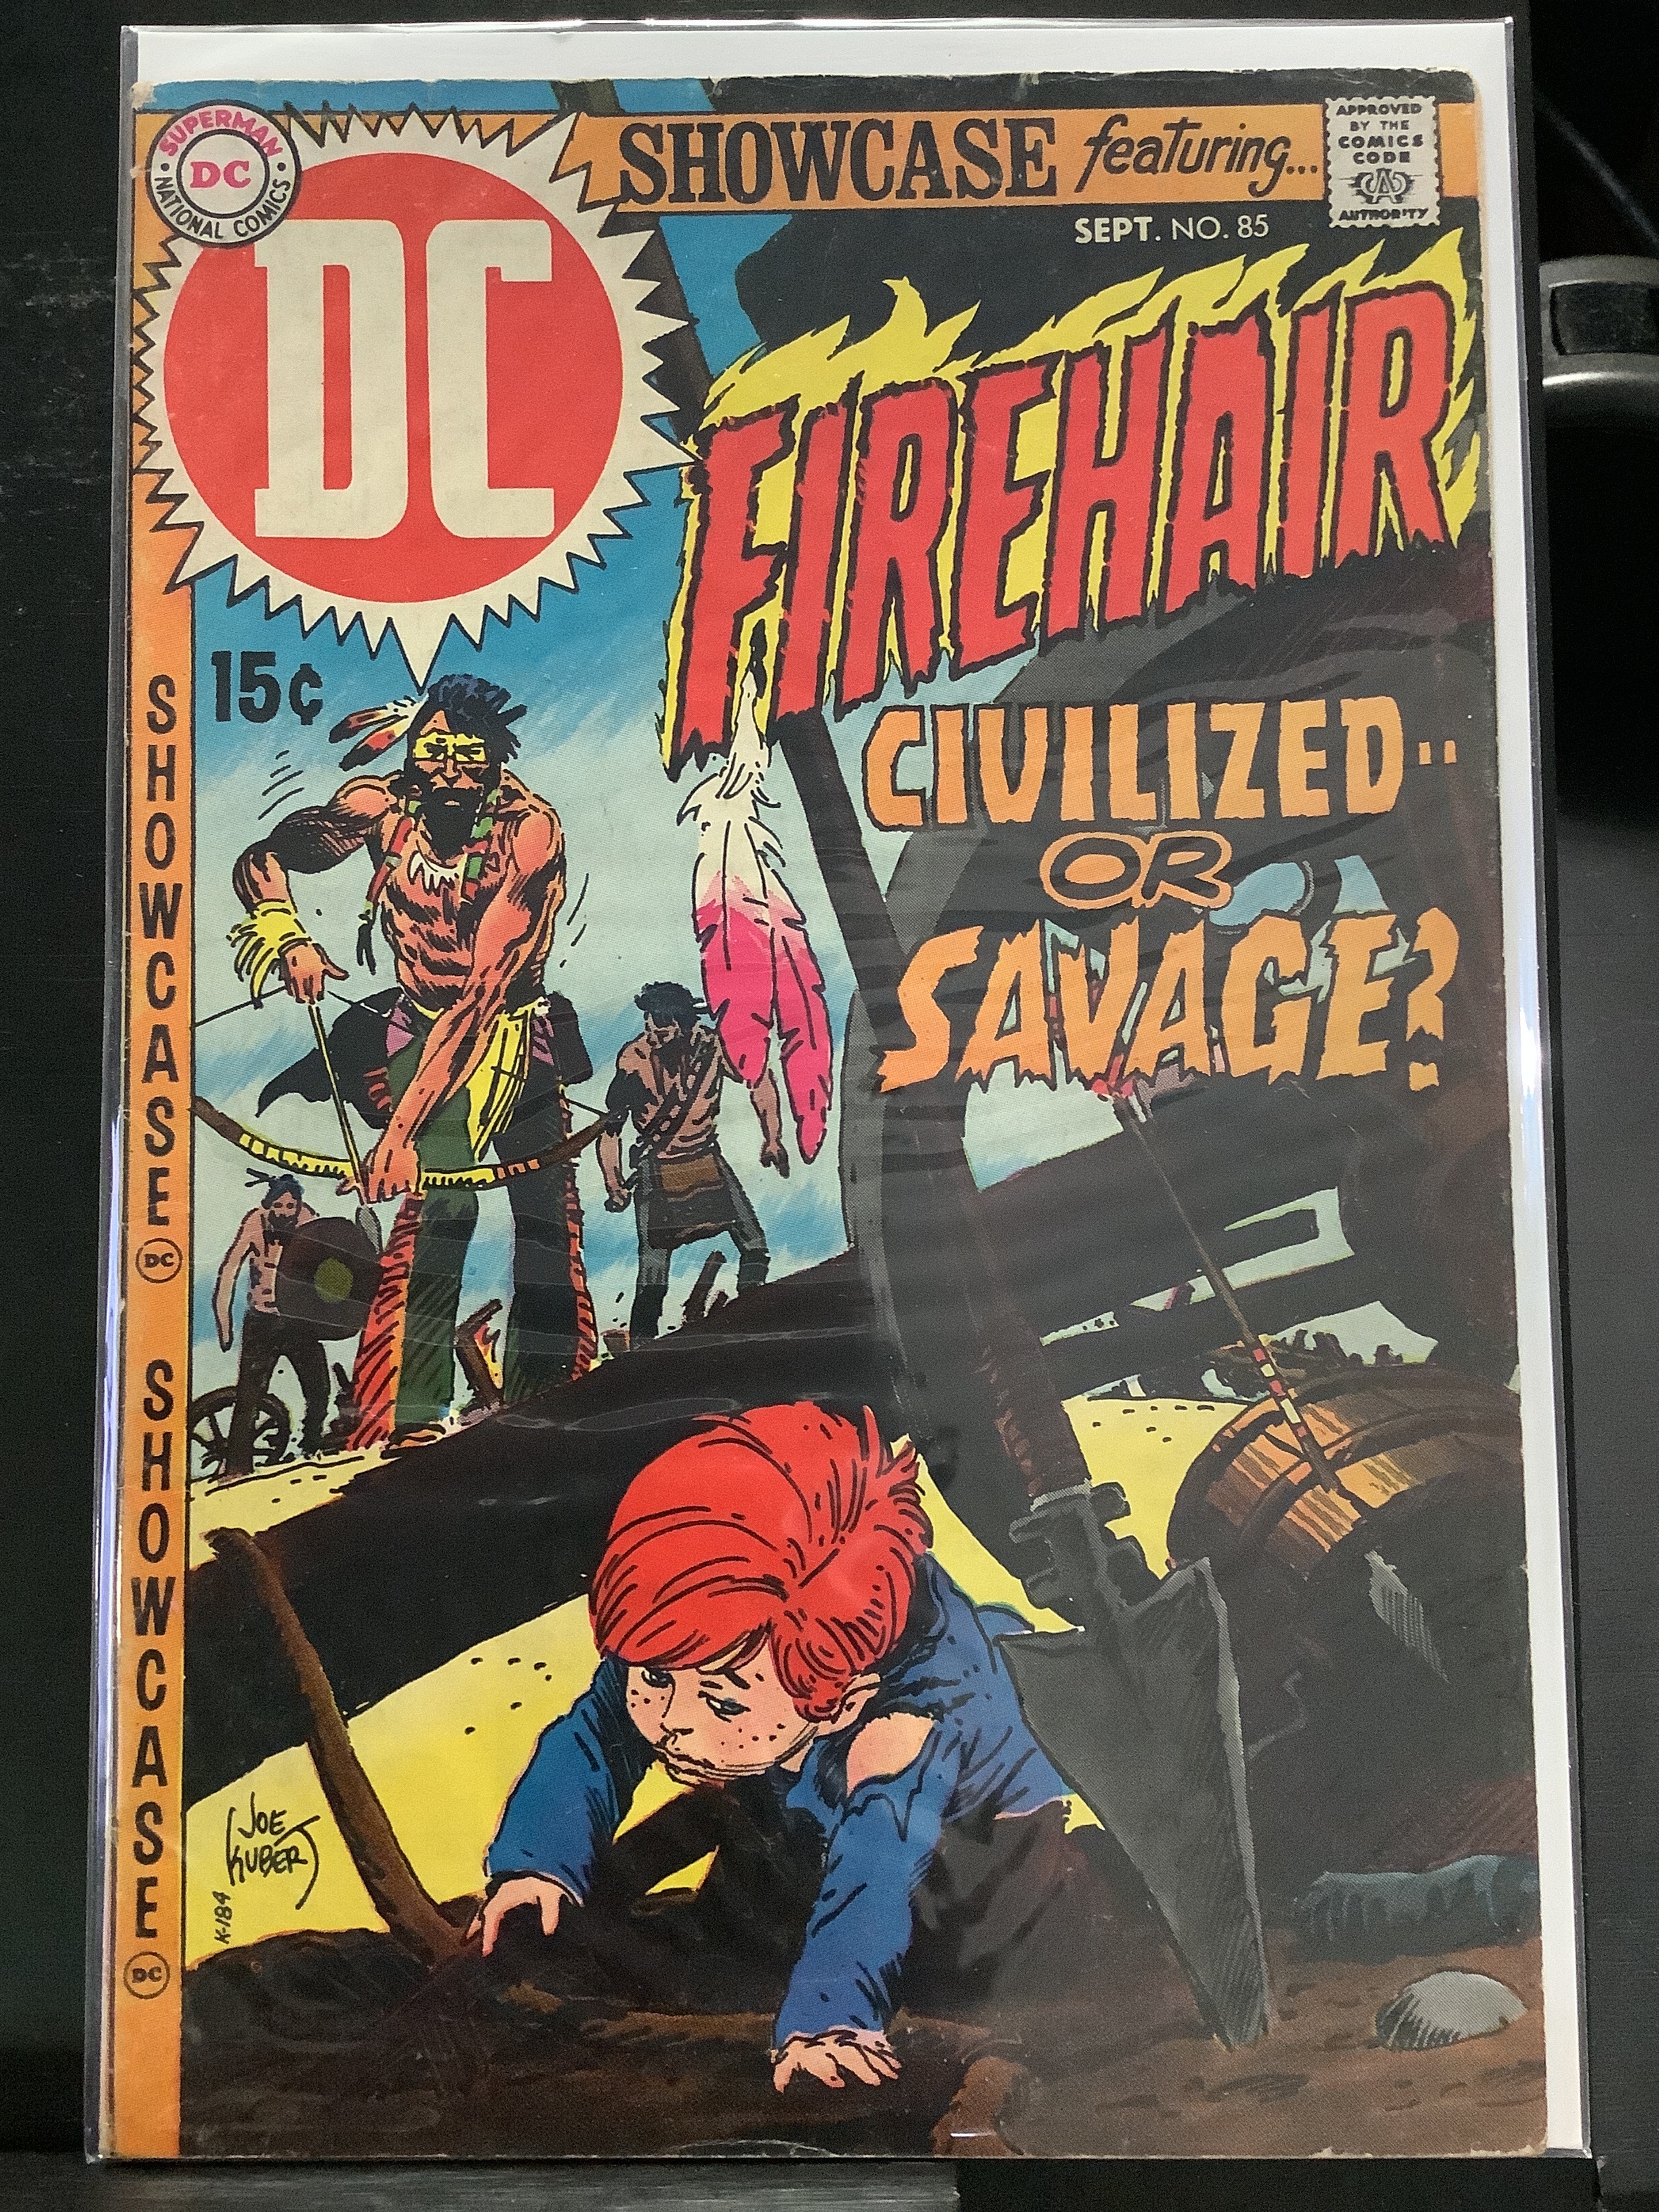 SUPERMAN
DC
NATIONAL COMICS
SHOWCASE featuring...
APPROVED
BY THE
COMICS
CODE
AUTHORITY
SEPT. NO. 85
DC
FIREHAIR
15¢
CIVILIZED..
OR
SAVAGE?
SHOWCASE
DC
SHOWCASE
DC
JOE
KUBERT
K-184